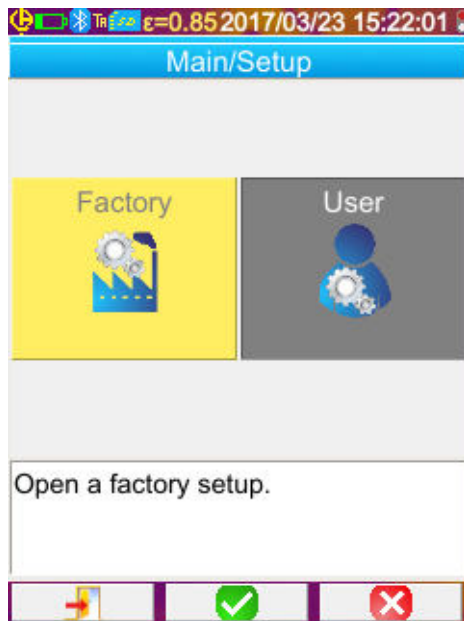 ε=0.85 2017/03/23 15:22:01
Main/Setup
Factory
User
Open a factory setup.